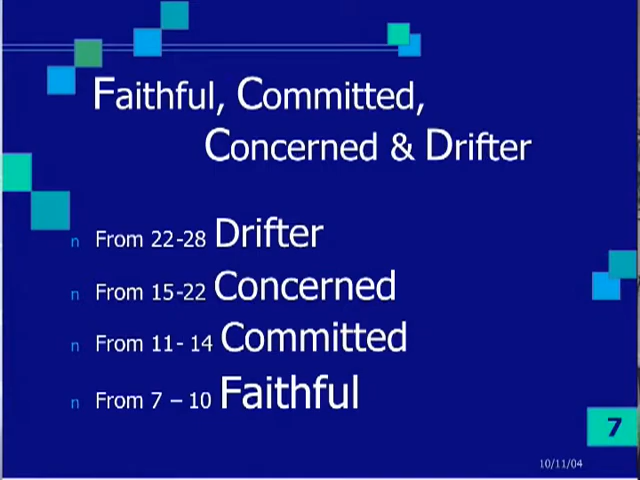 Faithful, Committed,
Concerned & Drifter
n From 22-28 Drifter
n From 15-22 Concerned
n From 11- 14 Committed
n From 7 – 10 Faithful
7
10/11/04